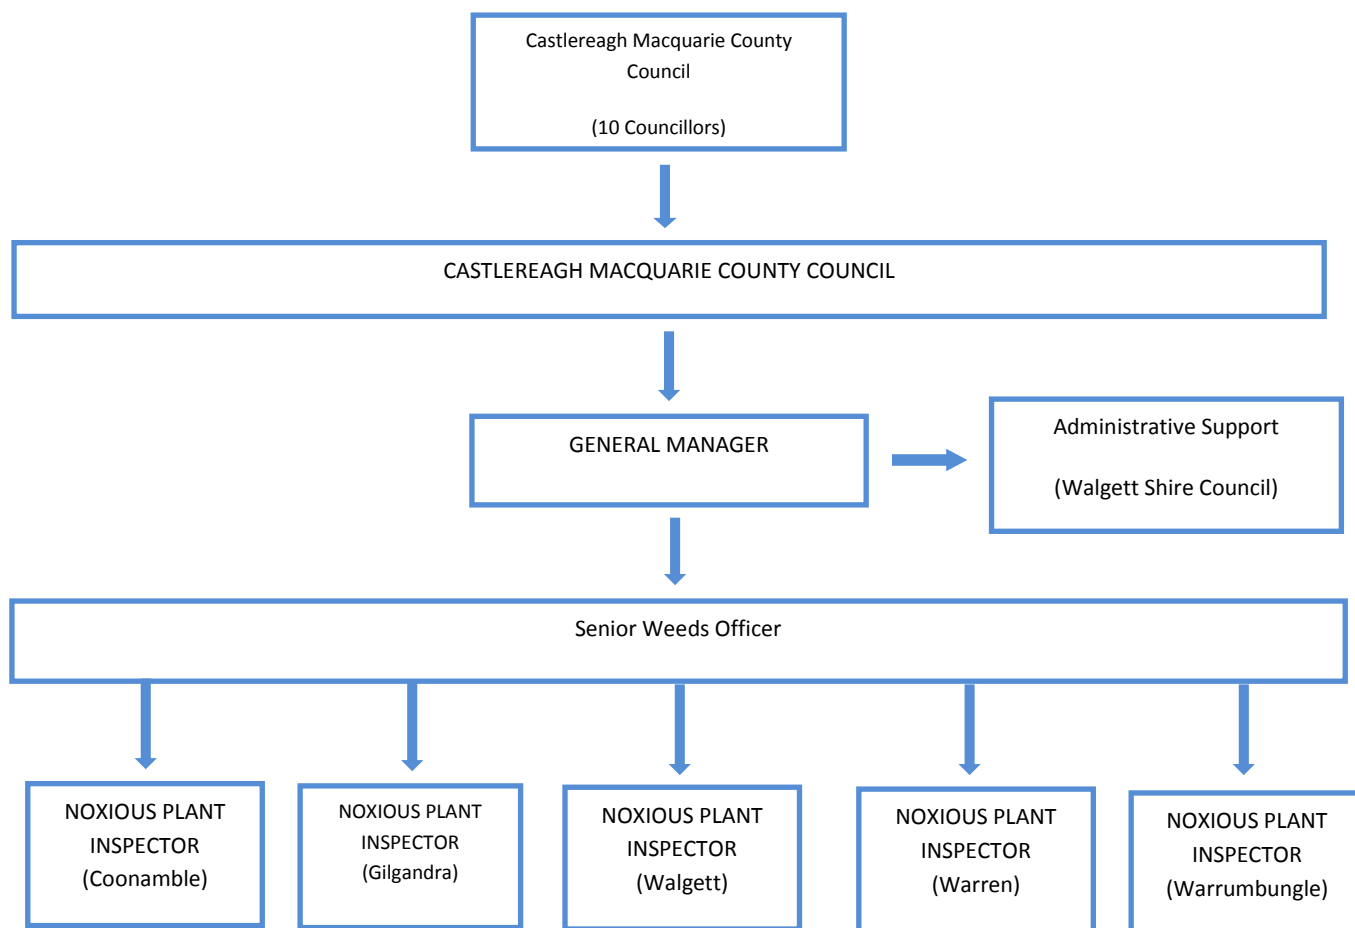 Castlereagh Macquarie County
Council
(10 Councillors)
CASTLEREAGH MACQUARIE COUNTY COUNCIL
GENERAL MANAGER
Administrative Support
(Walgett Shire Council)
Senior Weeds Officer
NOXIOUS PLANT
INSPECTOR
(Coonamble)
NOXIOUS PLANT
INSPECTOR
(Gilgandra)
NOXIOUS PLANT
INSPECTOR
(Walgett)
NOXIOUS PLANT
INSPECTOR
(Warren)
NOXIOUS PLANT
INSPECTOR
(Warrumbungle)